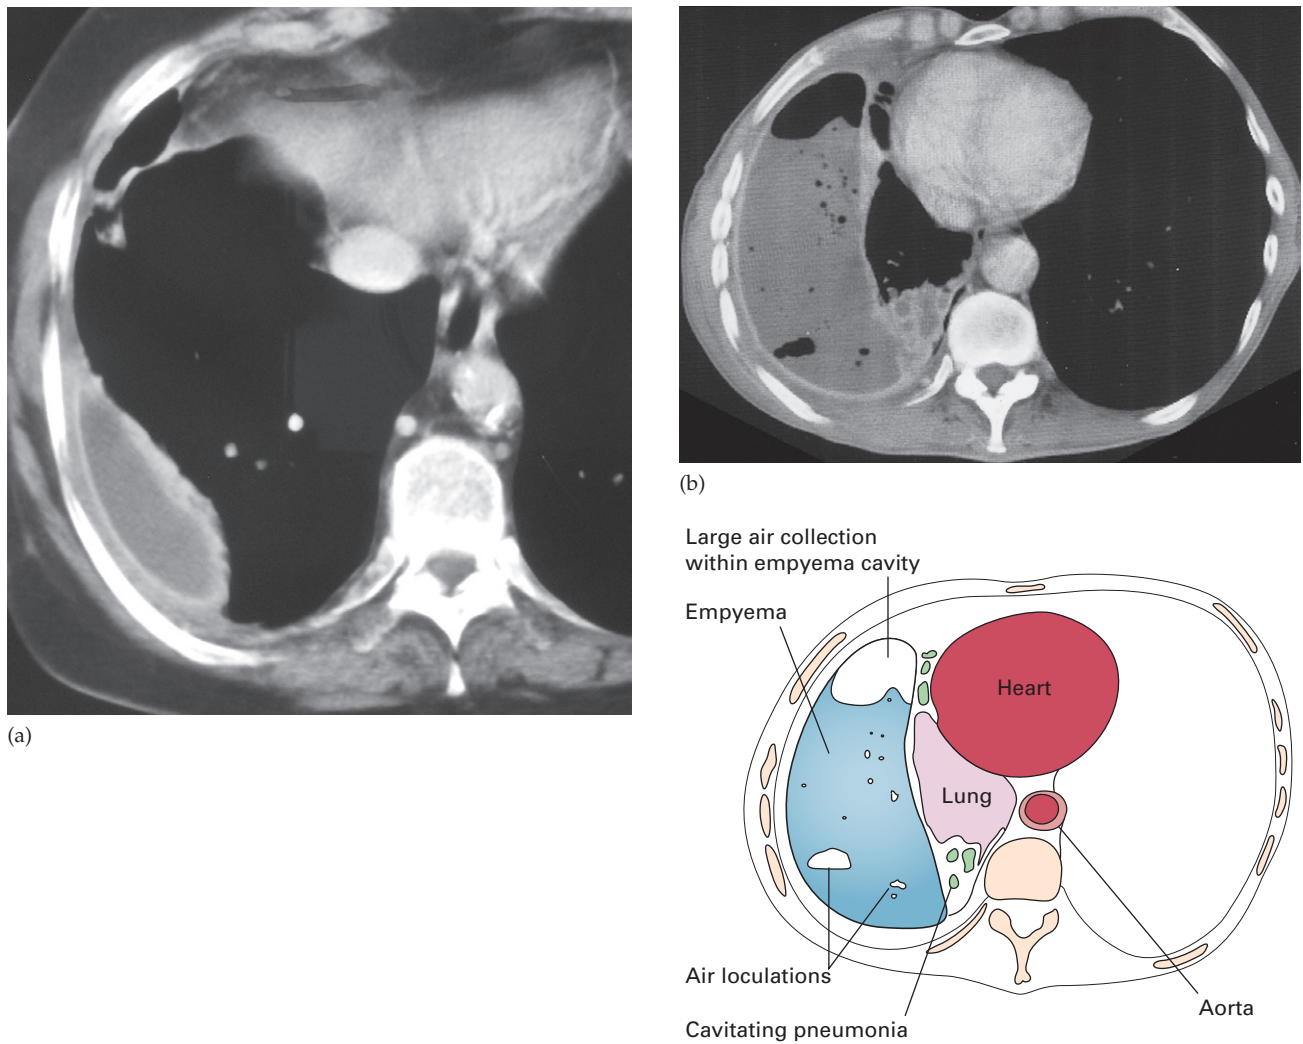 (a)
(b)
Large air collection
within empyema cavity
Empyema
Heart
Lung
Air loculations
Cavitating pneumonia
Aorta